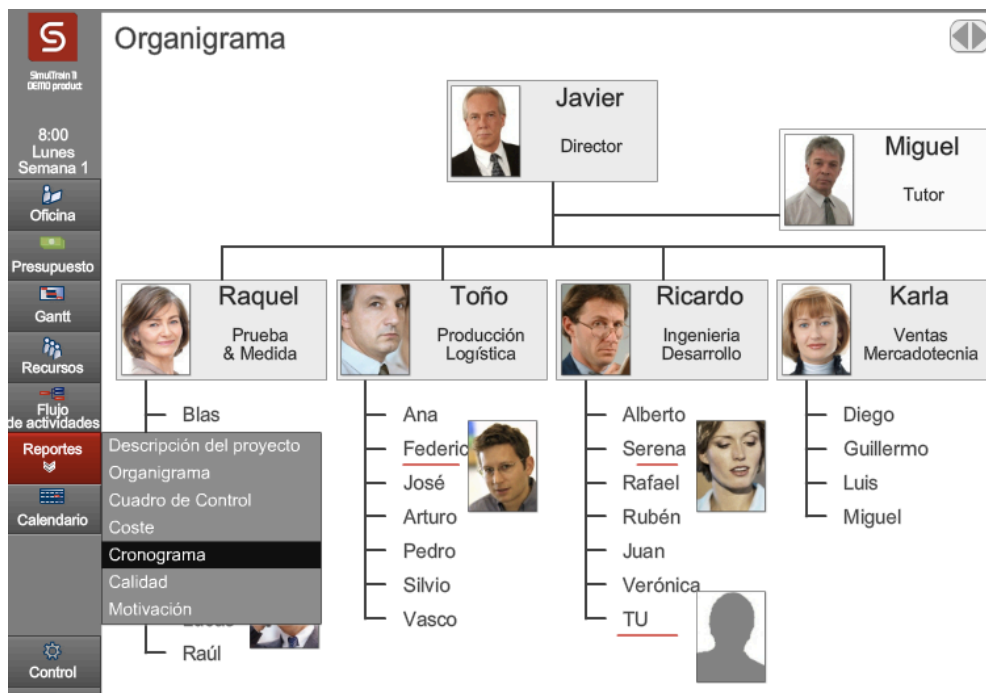 S
SimulTrain 11
DEMO product
8:00
Lunes
Semana 1
Oficina
Presupuesto
Gantt
Recursos
Flujo
de actividades
Reportes
Calendario
Control
Descripción del proyecto
Organigrama
Cuadro de Control
Coste
Cronograma
Calidad
Motivación
Organigrama
Javier
Director
Miguel
Tutor
Raquel
Prueba
& Medida
Toño
Producción
Logística
Ricardo
Ingenieria
Desarrollo
Karla
Ventas
Mercadotecnia
Blas
Raúl
Ana
Federic
José
Arturo
Pedro
Silvio
Vasco
Alberto
Serena
Rafael
Rubén
Juan
Verónica
TU
Diego
Guillermo
Luis
Miguel